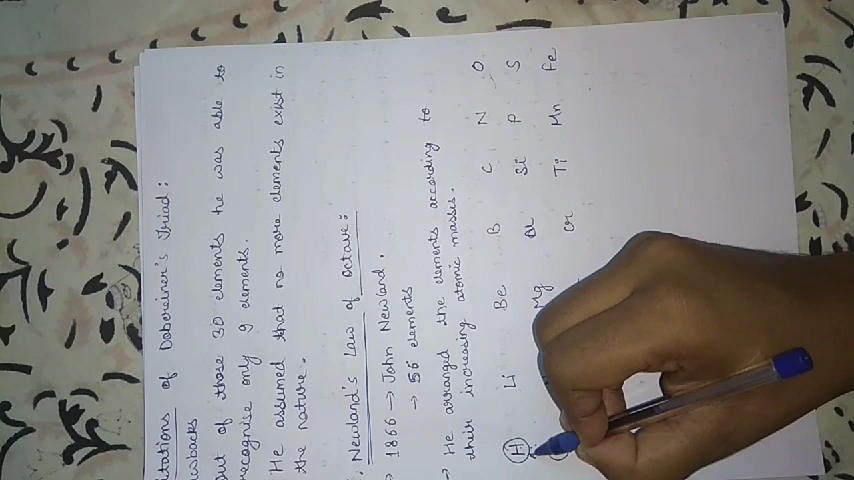 itations of Dobereiner's Triad:
wbacks
out of those 30 elements he was able to
recognise only 9 elements.
He assumed that no more elements exist in
the nature.
Newland's Law of Octave:
→ 1866 → John Newland.
→ 56 elements
→ He arranged the elements according to
their increasing atomic masses.
H Li Be B C N O
Mg Al Si P S
Cr Ti Mn Fe